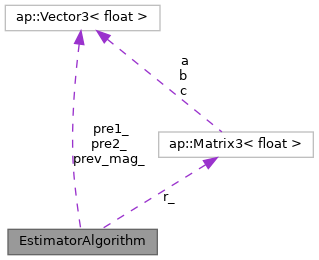 ap::Vector3< float >
a
b
c
pre1_
pre2_
prev_mag_
ap::Matrix3< float >
r_
EstimatorAlgorithm